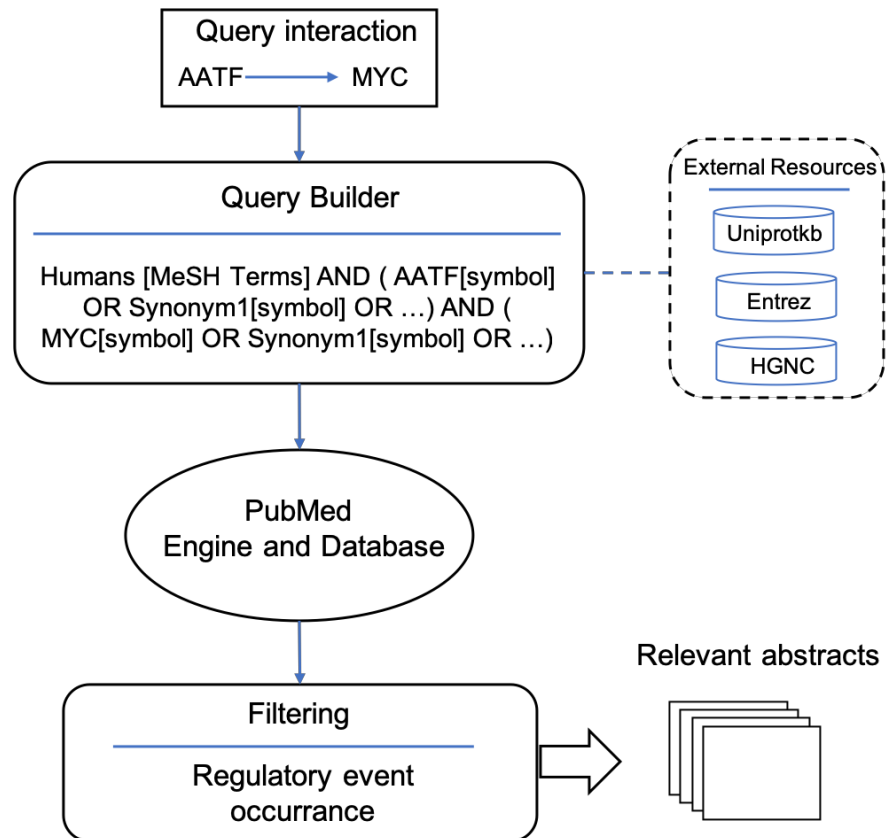 Query interaction
AATF MYC
Query Builder
Humans [MeSH Terms] AND ( AATF[symbol]
OR Synonym1[symbol] OR …) AND (
MYC[symbol] OR Synonym1[symbol] OR …)
External Resources
Uniprotkb
Entrez
HGNC
PubMed
Engine and Database
Filtering
Regulatory event
occurrance
Relevant abstracts